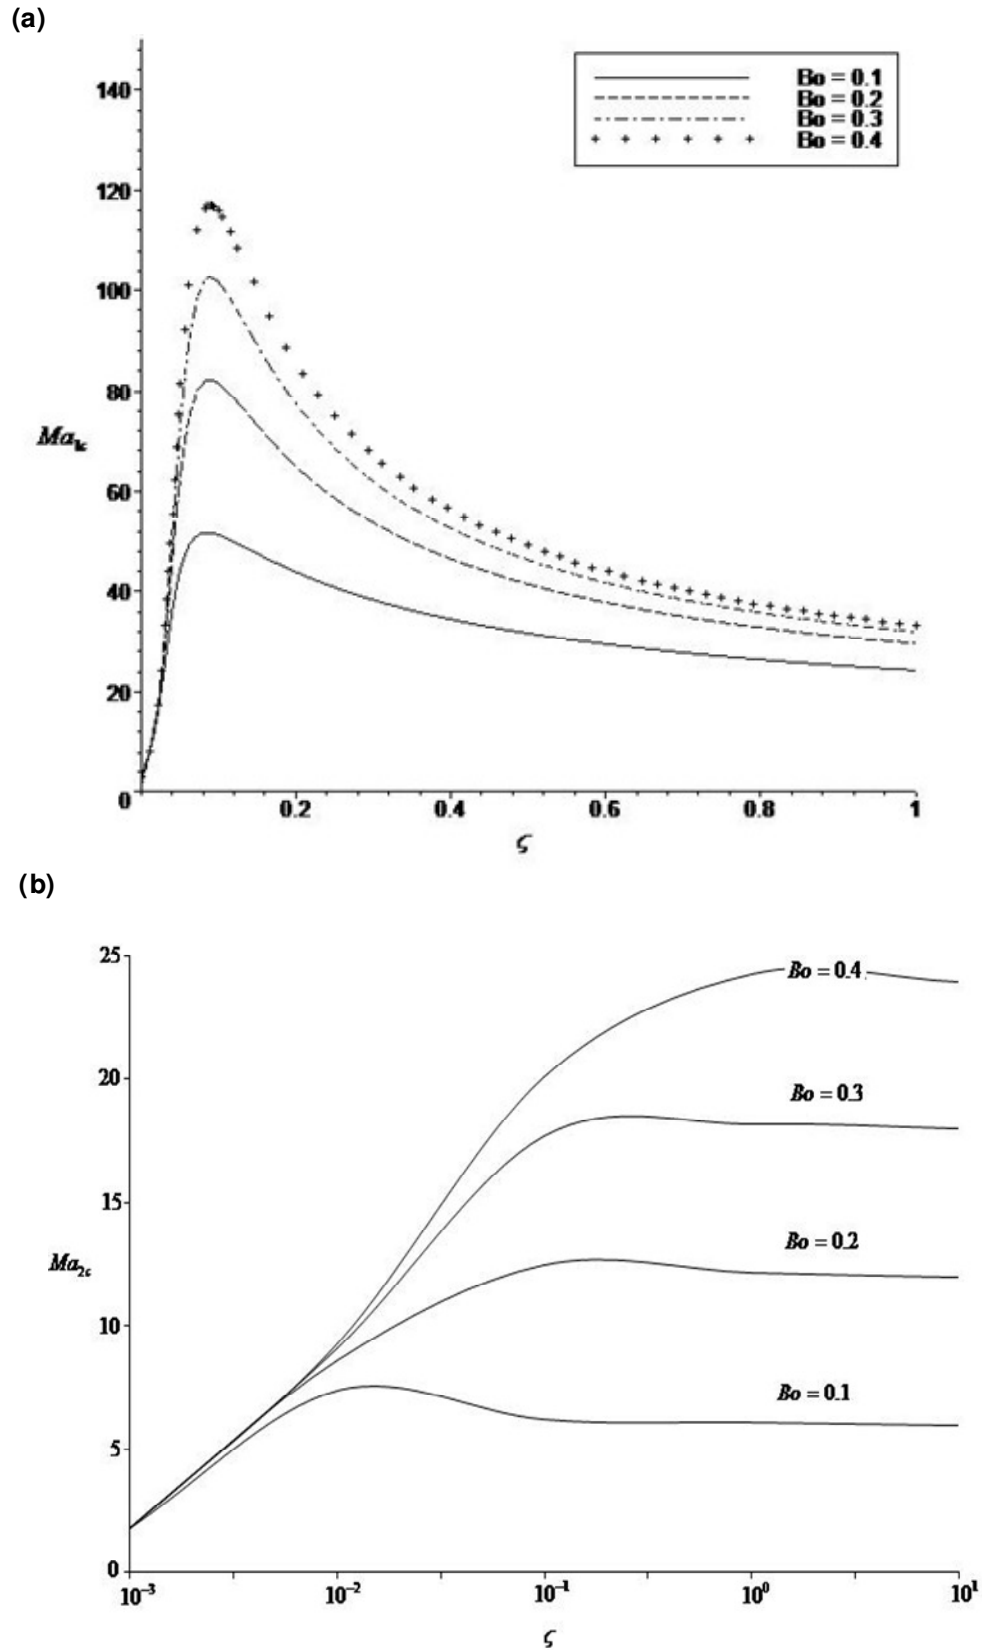 (a)
140
120
100
80
60
40
20
0
Ma1c
0.2 0.4 0.6 0.8 1
ς
Bo = 0.1
Bo = 0.2
Bo = 0.3
Bo = 0.4
(b)
25
20
15
10
5
0
Ma2c
Bo = 0.4
Bo = 0.3
Bo = 0.2
Bo = 0.1
10⁻³ 10⁻² 10⁻¹ 10⁰ 10¹
ς